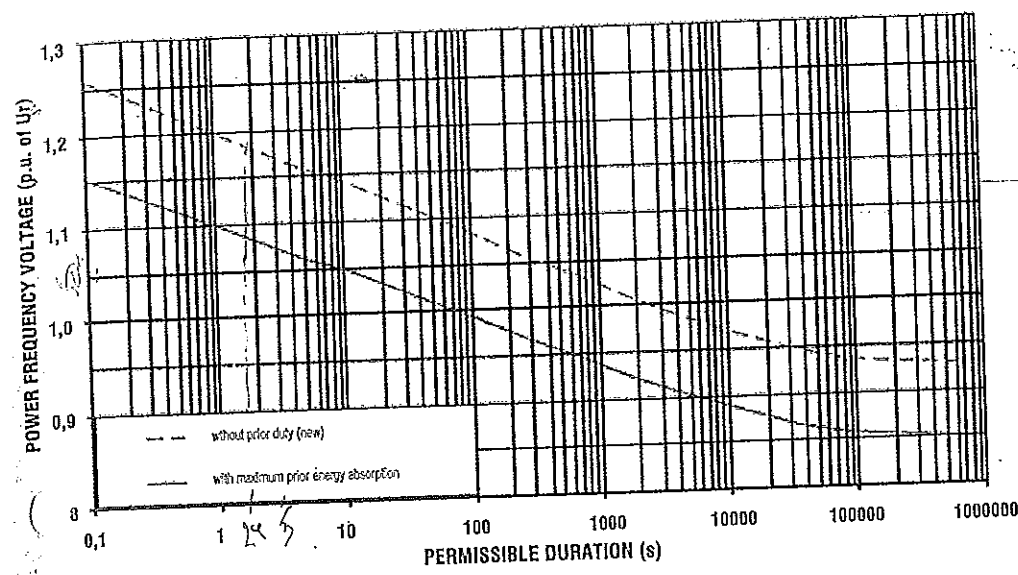 1,3
1,2
1,1
1,0
0,9
8
POWER FREQUENCY VOLTAGE (p.u. of Ur)
without prior duty (new)
with maximum prior energy absorption
0,1 1 10 100 1000 10000 100000 1000000
PERMISSIBLE DURATION (s)